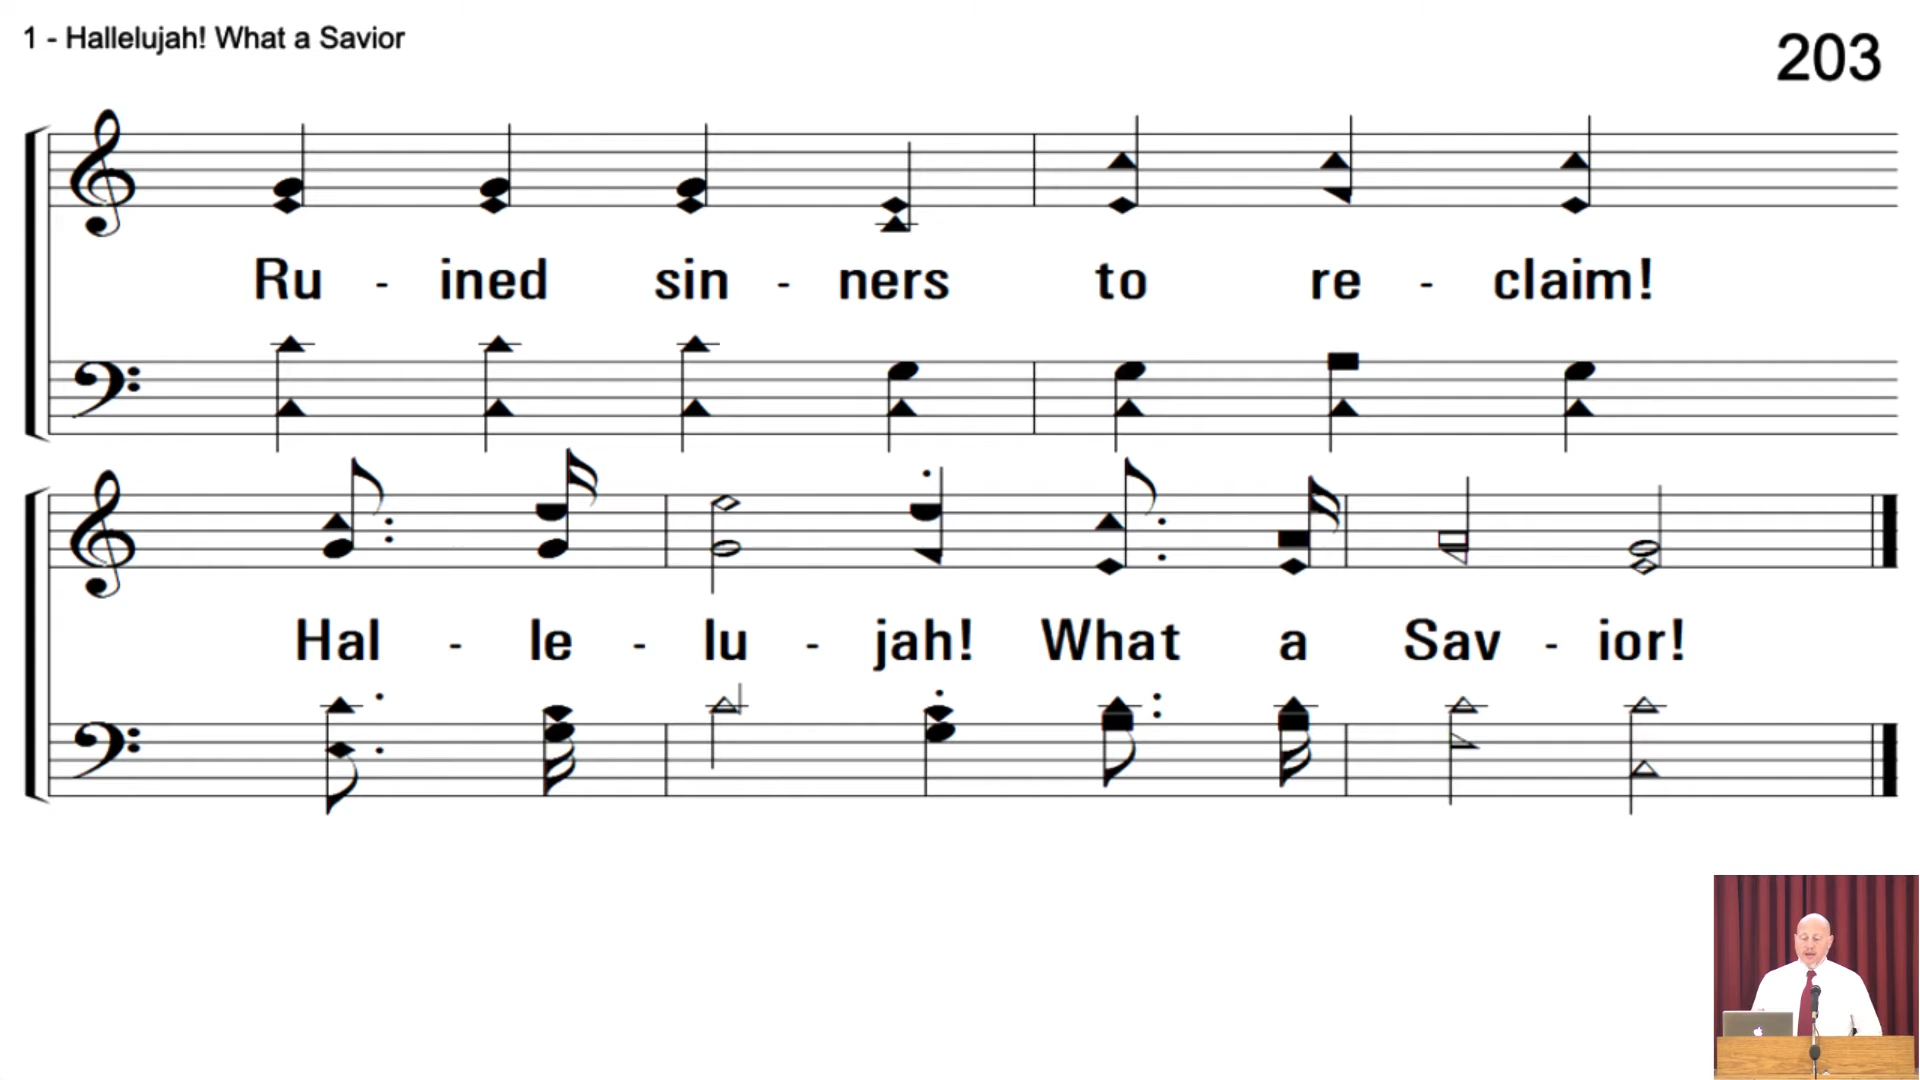 1 - Hallelujah! What a Savior
203
Ru - ined sin - ners to re - claim!
Hal - le - lu - jah! What a Sav - ior!